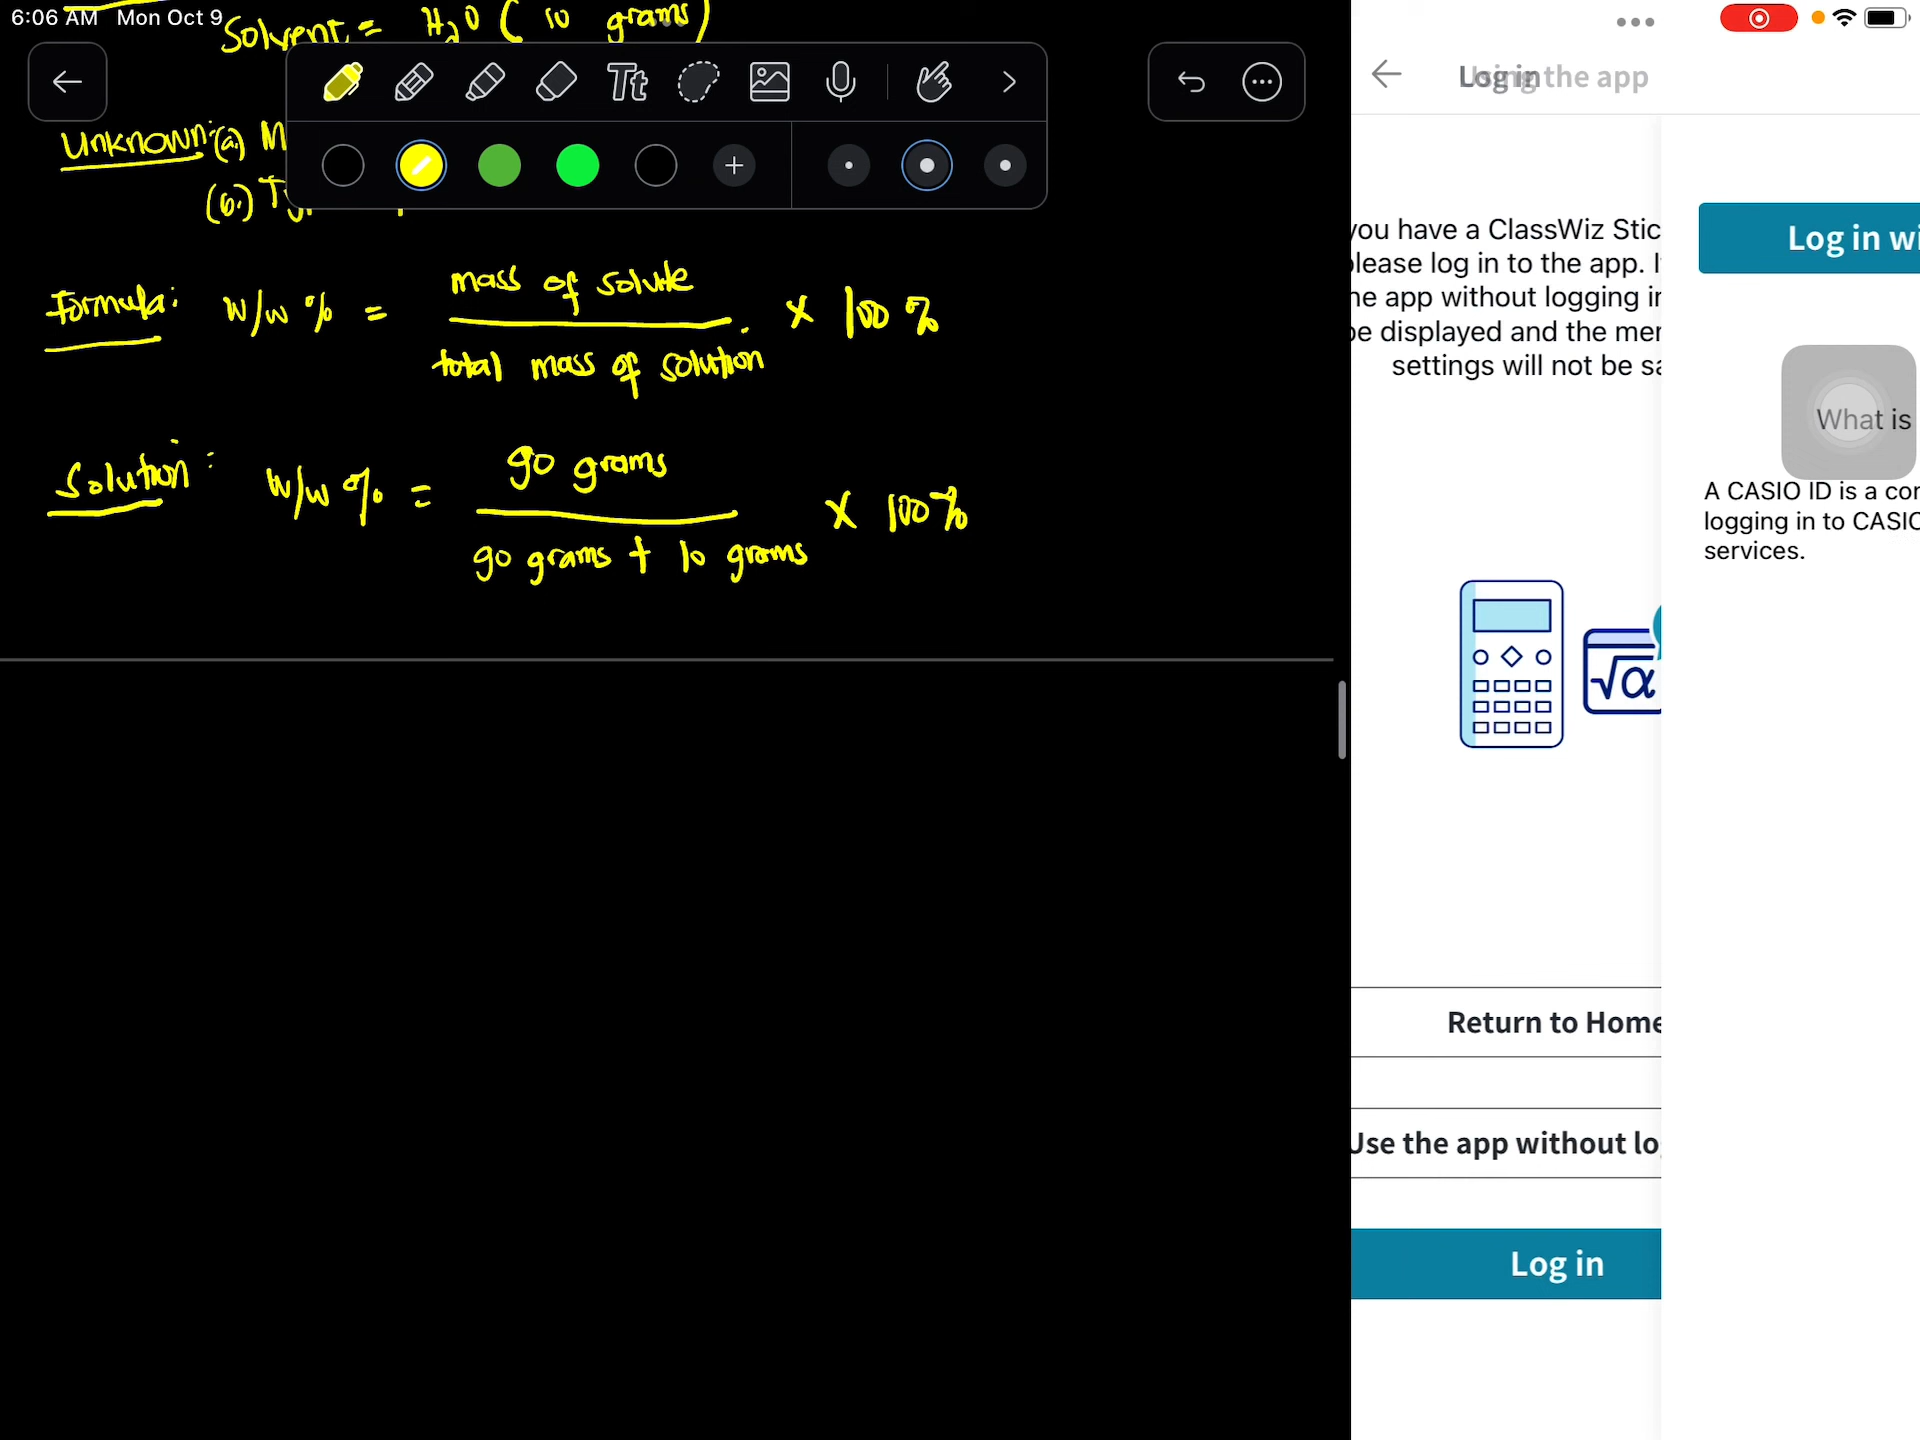 6:06 AM Mon Oct 9
Solvent = H₂O ( 10 grams )
Tt
Unknown: (a.) M
(b.) Ty
Formula: w/w % = mass of solute / total mass of solution × 100 %
Solution: w/w % = 90 grams / 90 grams + 10 grams × 100%
Log in
Using the app
you have a ClassWiz Stic
please log in to the app. I
he app without logging in
be displayed and the mer
settings will not be sa
√α
Return to Home
Use the app without lo
Log in
Log in wi
What is
A CASIO ID is a cor
logging in to CASIO
services.